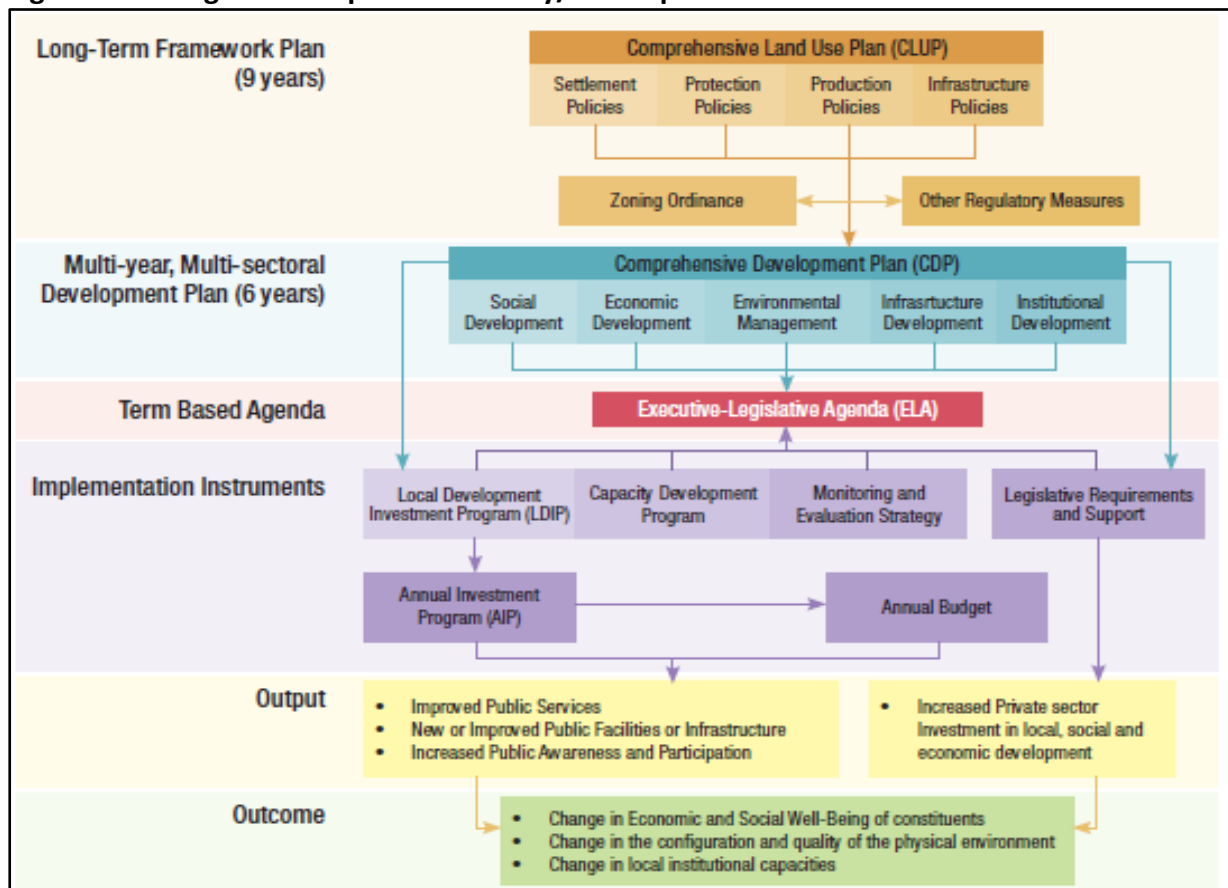 Long-Term Framework Plan
(9 years)
Comprehensive Land Use Plan (CLUP)
Settlement
Policies
Protection
Policies
Production
Policies
Infrastructure
Policies
Zoning Ordinance
Other Regulatory Measures
Multi-year, Multi-sectoral
Development Plan (6 years)
Comprehensive Development Plan (CDP)
Social
Development
Economic
Development
Environmental
Management
Infrasrtucture
Development
Institutional
Development
Term Based Agenda
Executive-Legislative Agenda (ELA)
Implementation Instruments
Local Development
Investment Program (LDIP)
Capacity Development
Program
Monitoring and
Evaluation Strategy
Legislative Requirements
and Support
Annual Investment
Program (AIP)
Annual Budget
Output
• Improved Public Services
• New or Improved Public Facilities or Infrastructure
• Increased Public Awareness and Participation
• Increased Private sector
Investment in local, social and
economic development
Outcome
• Change in Economic and Social Well-Being of constituents
• Change in the configuration and quality of the physical environment
• Change in local institutional capacities